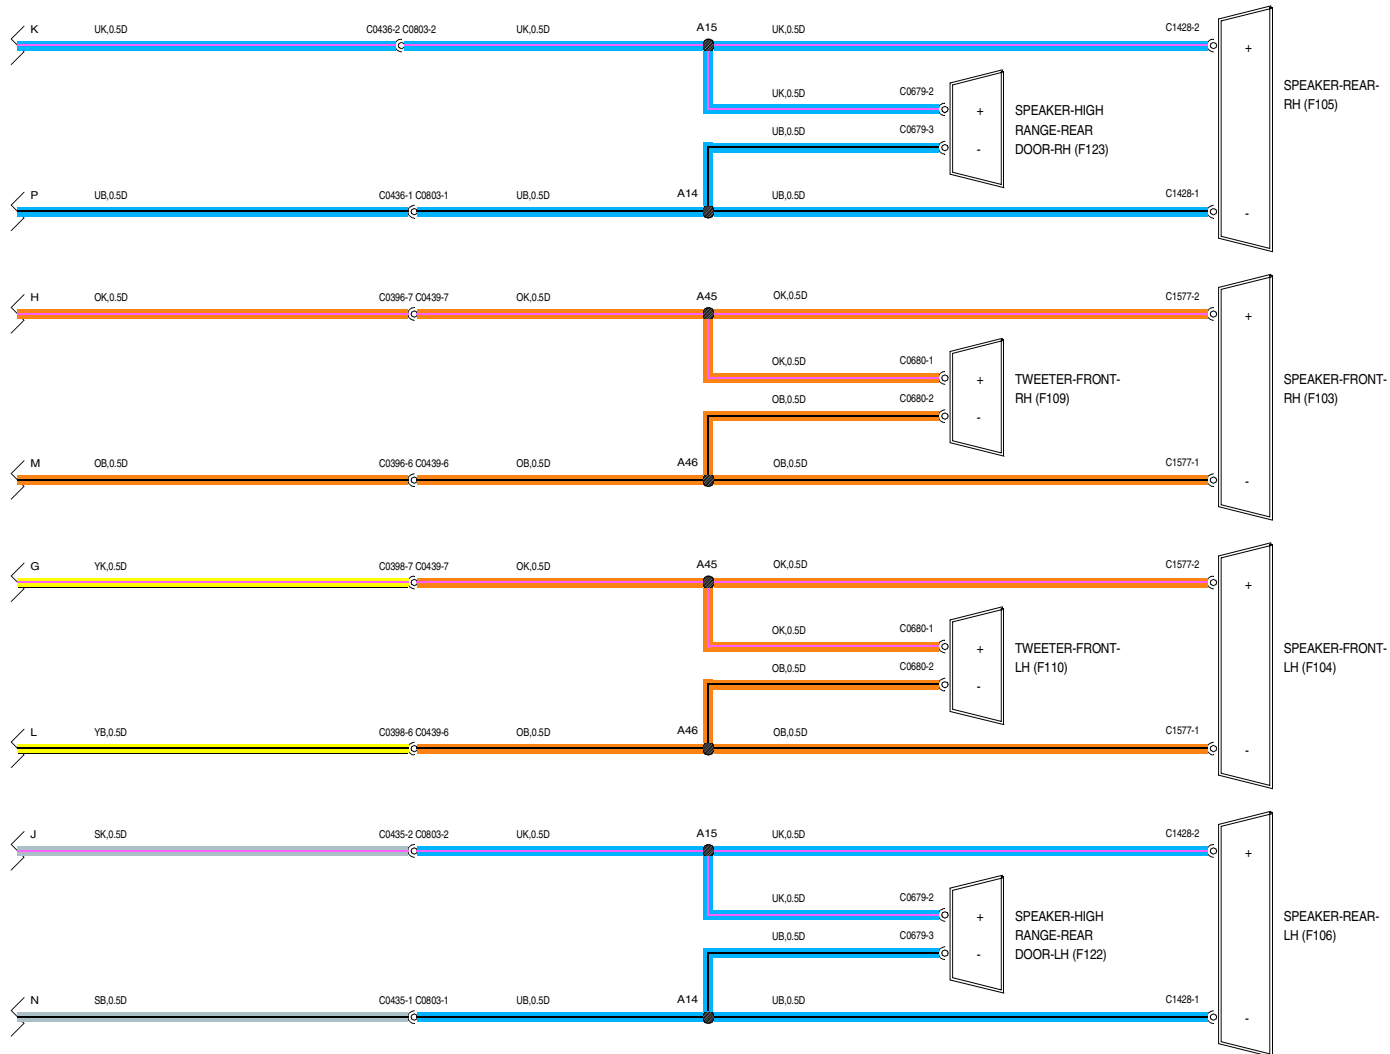 K UK,0.5D C0436-2 C0803-2 UK,0.5D A15 UK,0.5D C1428-2
+
SPEAKER-REAR-
RH (F105)
UK,0.5D C0679-2
+
SPEAKER-HIGH
RANGE-REAR
DOOR-RH (F123)
UB,0.5D C0679-3
-
P UB,0.5D C0436-1 C0803-1 UB,0.5D A14 UB,0.5D C1428-1
-
H OK,0.5D C0396-7 C0439-7 OK,0.5D A45 OK,0.5D C1577-2
+
OK,0.5D C0680-1
+
TWEETER-FRONT-
RH (F109)
SPEAKER-FRONT-
RH (F103)
OB,0.5D C0680-2
-
M OB,0.5D C0396-6 C0439-6 OB,0.5D A46 OB,0.5D C1577-1
-
G YK,0.5D C0398-7 C0439-7 OK,0.5D A45 OK,0.5D C1577-2
+
OK,0.5D C0680-1
+
TWEETER-FRONT-
LH (F110)
SPEAKER-FRONT-
LH (F104)
OB,0.5D C0680-2
-
L YB,0.5D C0398-6 C0439-6 OB,0.5D A46 OB,0.5D C1577-1
-
J SK,0.5D C0435-2 C0803-2 UK,0.5D A15 UK,0.5D C1428-2
+
UK,0.5D C0679-2
+
SPEAKER-HIGH
RANGE-REAR
DOOR-LH (F122)
SPEAKER-REAR-
LH (F106)
UB,0.5D C0679-3
-
N SB,0.5D C0435-1 C0803-1 UB,0.5D A14 UB,0.5D C1428-1
-